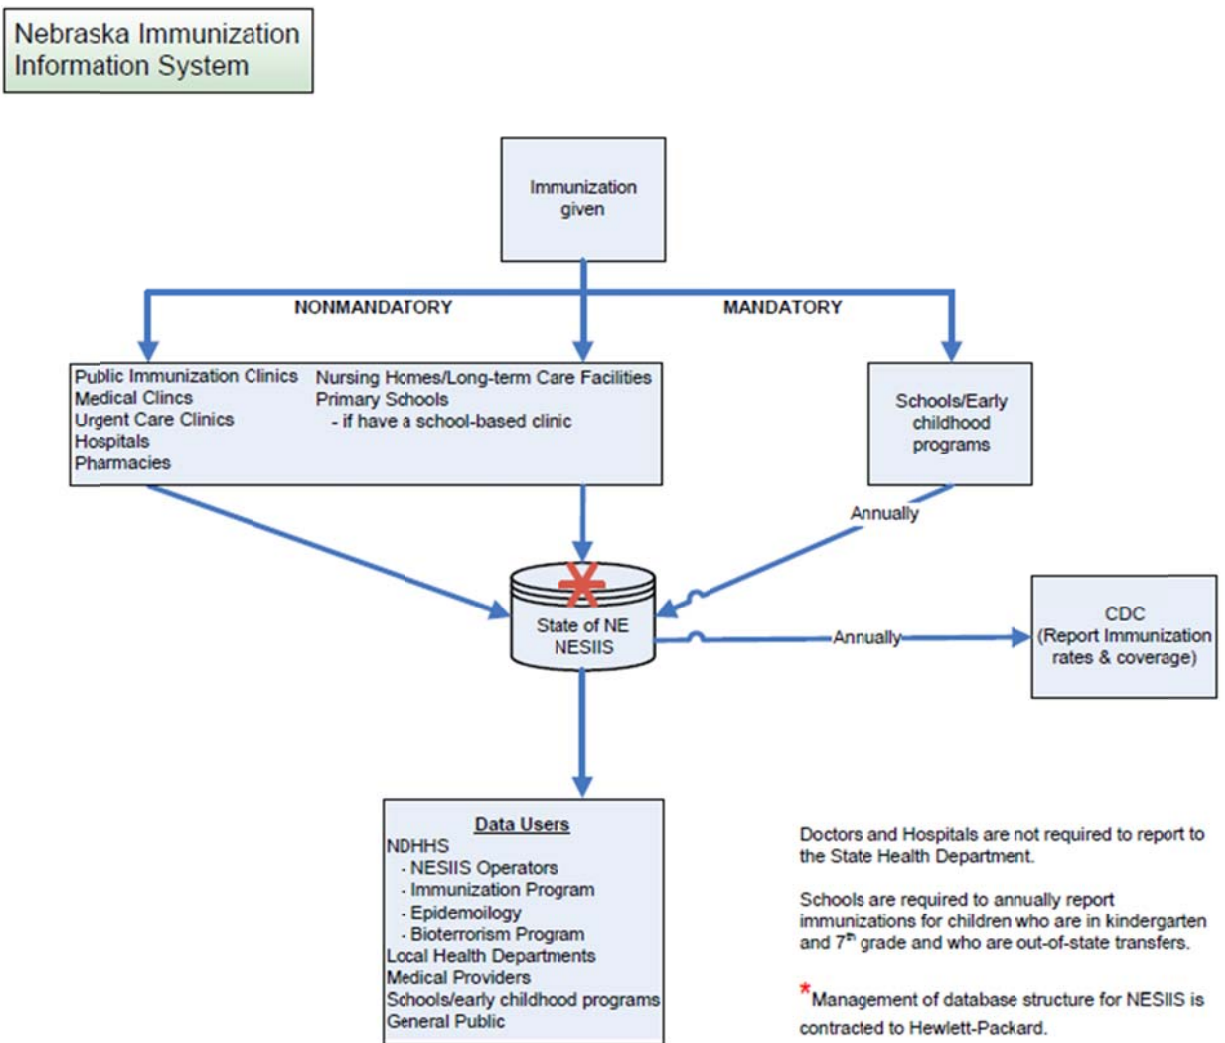 Nebraska Immunization
Information System
Immunization
given
NONMANDATORY
MANDATORY
Public Immunization Clinics
Medical Clincs
Urgent Care Clinics
Hospitals
Pharmacies
Nursing Homes/Long-term Care Facilities
Primary Schools
- if have a school-based clinic
Schools/Early
childhood
programs
Annually
*
State of NE
NESIIS
Annually
CDC
(Report Immunization
rates & coverage)
Data Users
NDHHS
- NESIIS Operators
- Immunization Program
- Epidemoilogy
- Bioterrorism Program
Local Health Departments
Medical Providers
Schools/early childhood programs
General Public
Doctors and Hospitals are not required to report to
the State Health Department.
Schools are required to annually report
immunizations for children who are in kindergarten
and 7th grade and who are out-of-state transfers.
*Management of database structure for NESIIS is
contracted to Hewlett-Packard.